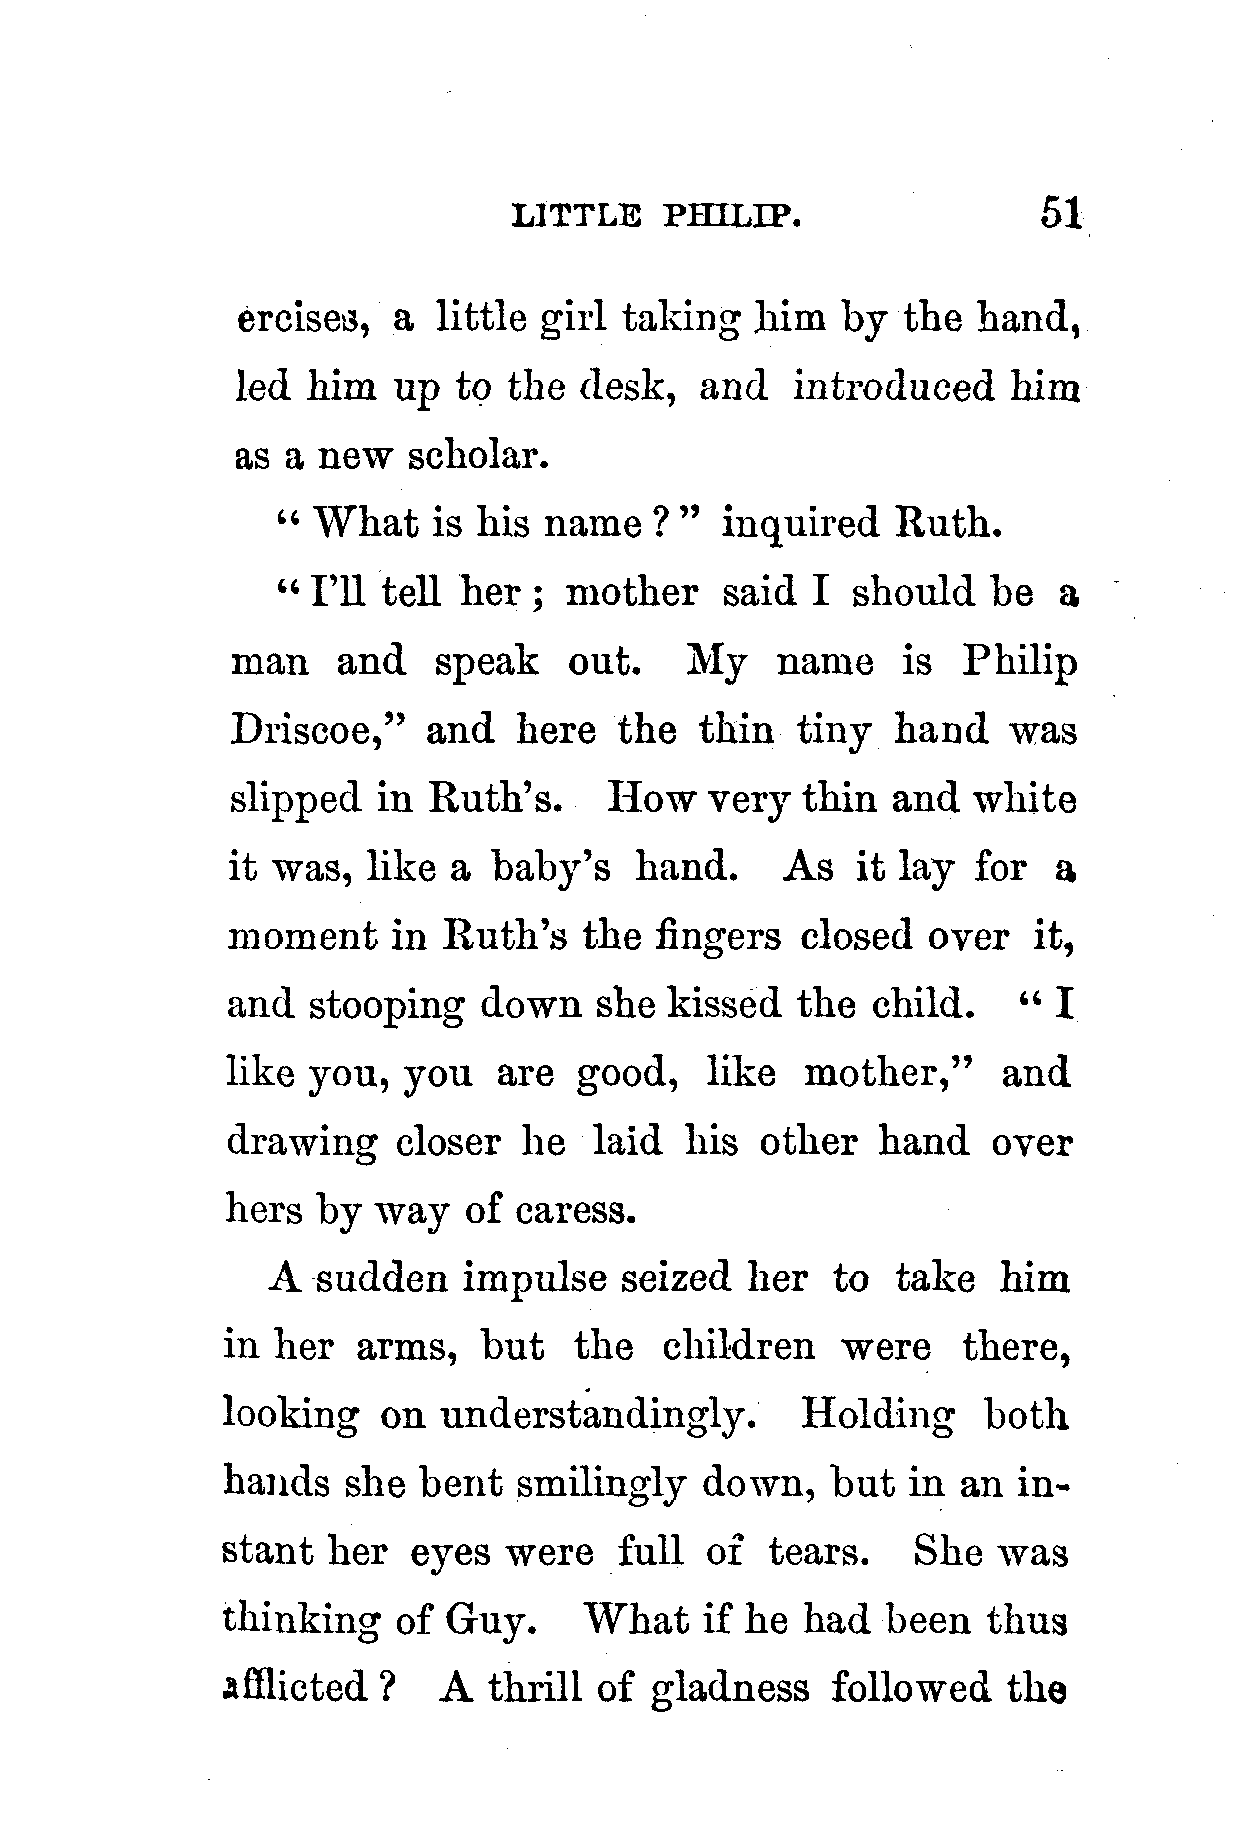 LITTLE PHILIP. 51
ercises, a little girl taking him by the hand,
led him up to the desk, and introduced him
as a new scholar.
“ What is his name ? ” inquired Ruth.
“ I’ll tell her ; mother said I should be a
man and speak out. My name is Philip
Driscoe,” and here the thin tiny hand was
slipped in Ruth’s. How very thin and white
it was, like a baby’s hand. As it lay for a
moment in Ruth’s the fingers closed over it,
and stooping down she kissed the child. “ I
like you, you are good, like mother,” and
drawing closer he laid his other hand over
hers by way of caress.
A sudden impulse seized her to take him
in her arms, but the children were there,
looking on understandingly. Holding both
hands she bent smilingly down, but in an in-
stant her eyes were full of tears. She was
thinking of Guy. What if he had been thus
afflicted ? A thrill of gladness followed the